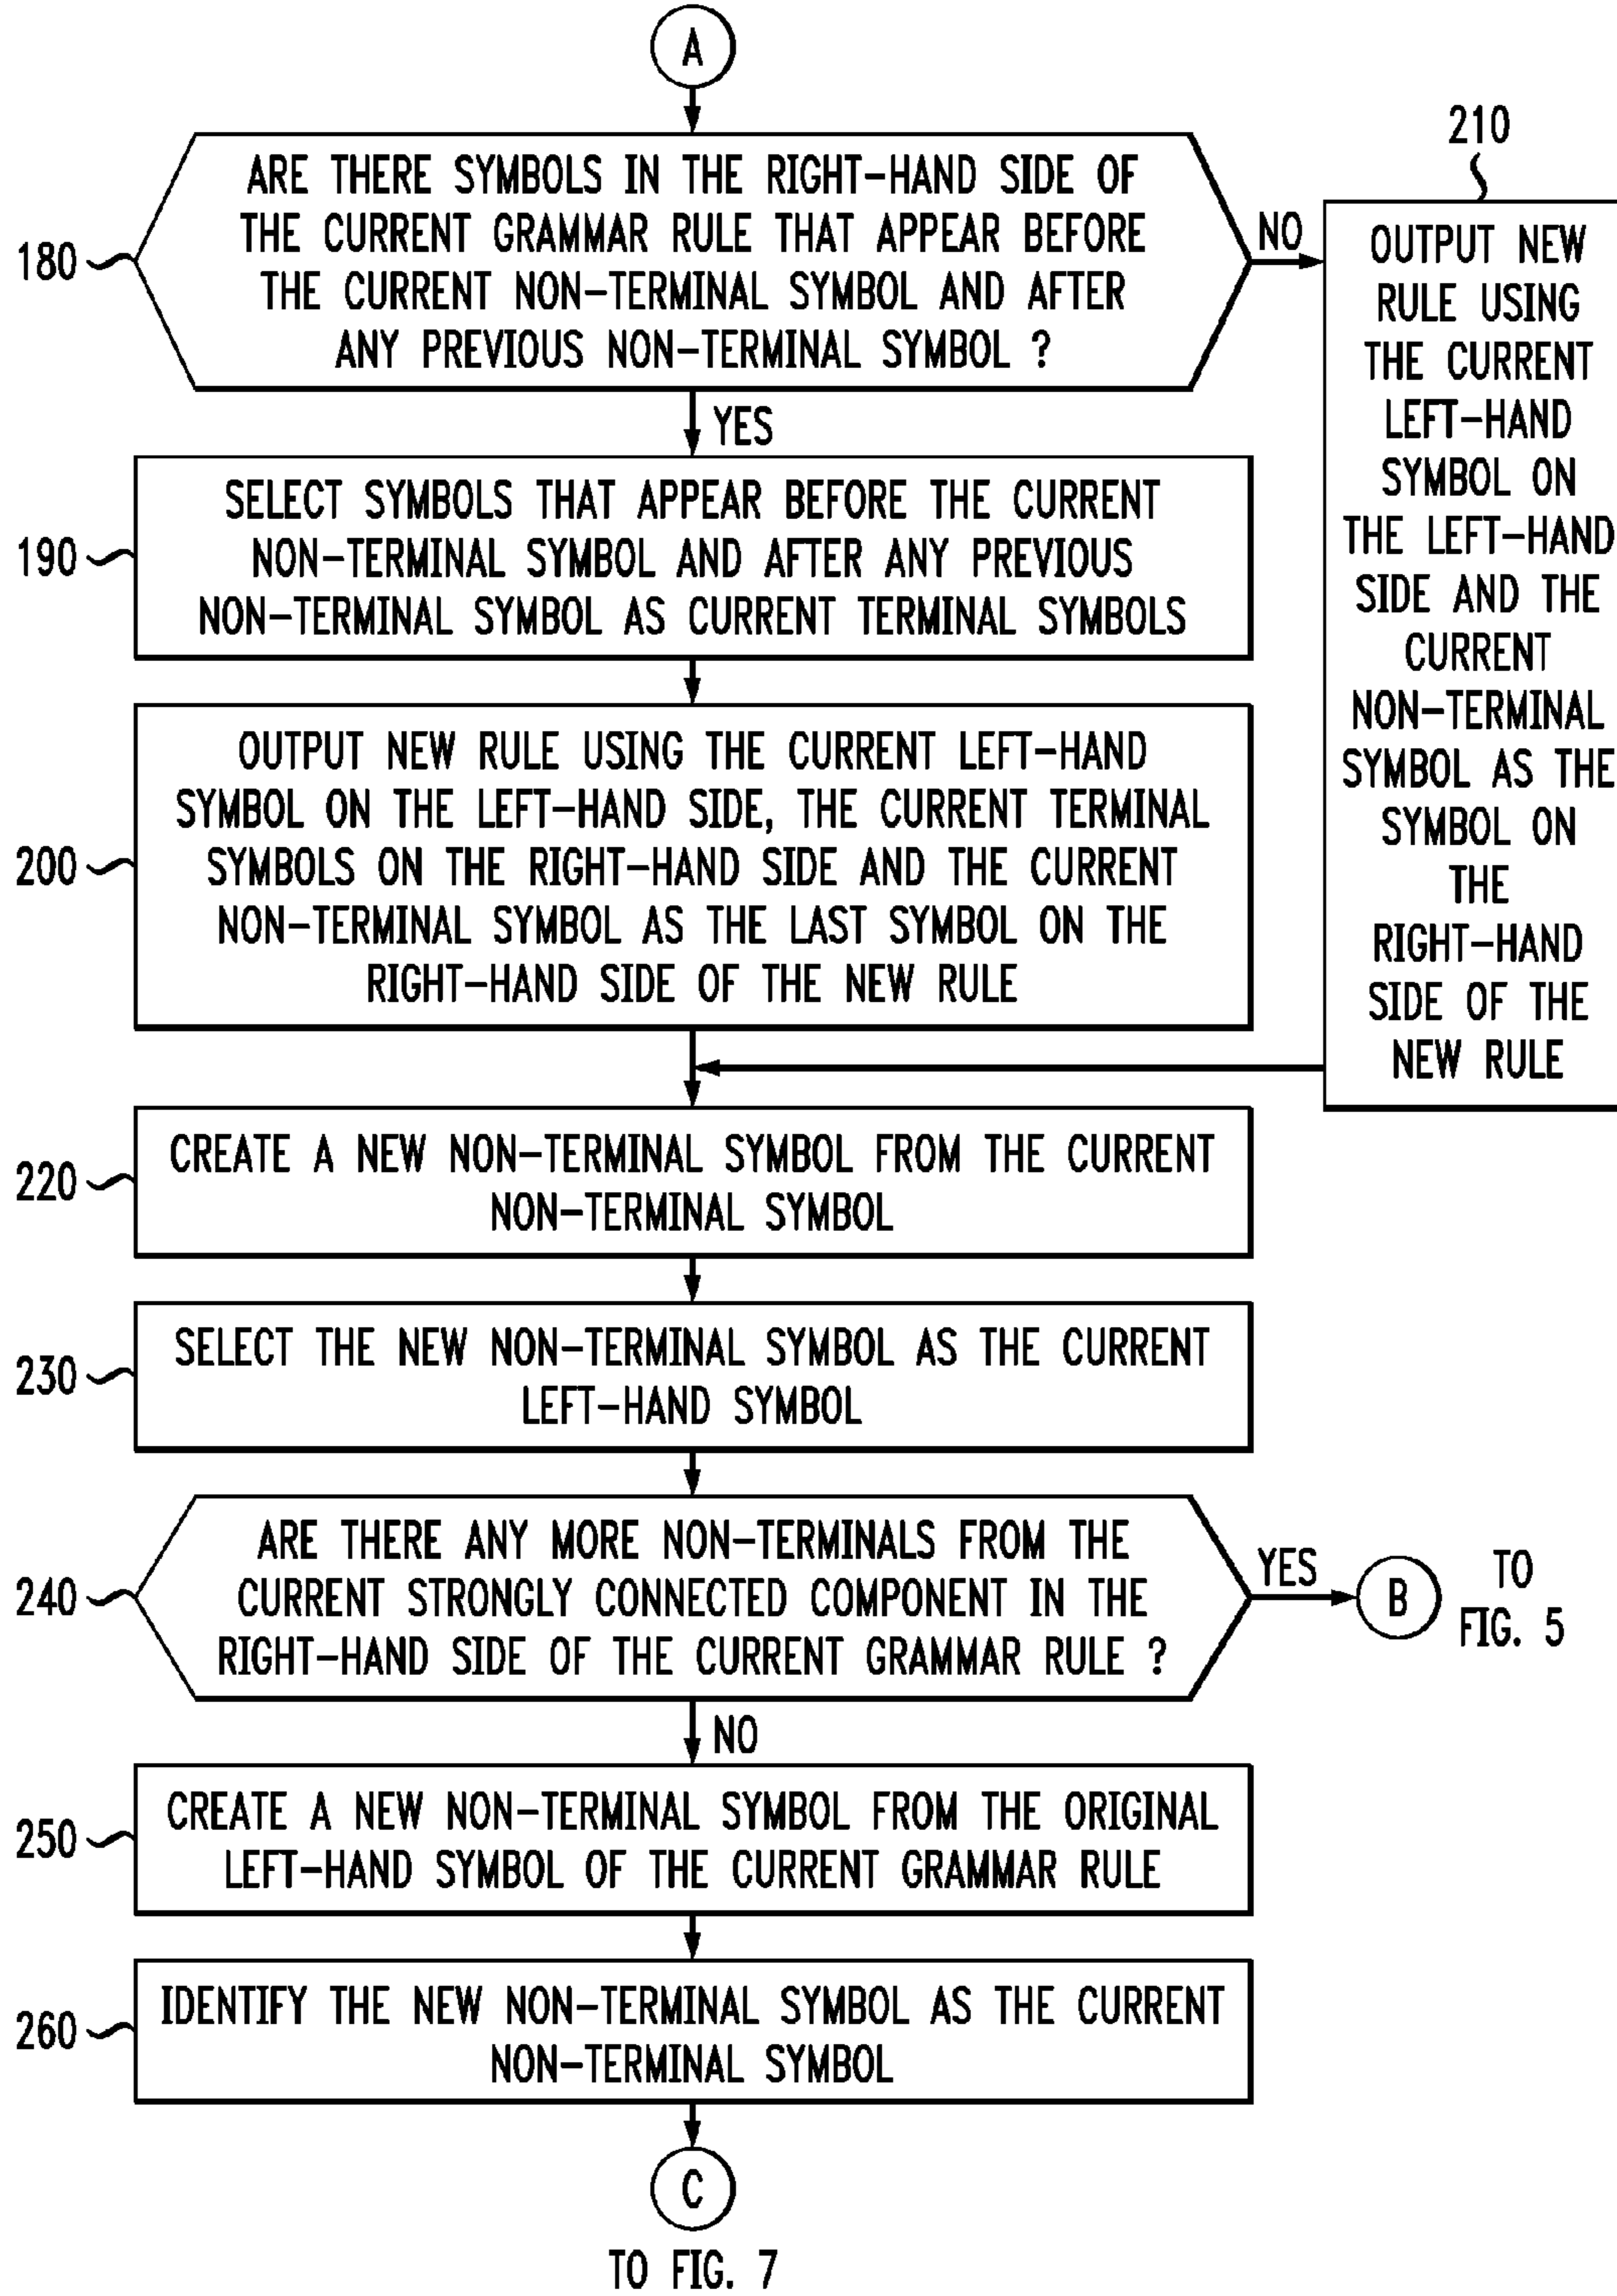 A
180
ARE THERE SYMBOLS IN THE RIGHT-HAND SIDE OF
THE CURRENT GRAMMAR RULE THAT APPEAR BEFORE
THE CURRENT NON-TERMINAL SYMBOL AND AFTER
ANY PREVIOUS NON-TERMINAL SYMBOL ?
NO
210
OUTPUT NEW
RULE USING
THE CURRENT
LEFT-HAND
SYMBOL ON
THE LEFT-HAND
SIDE AND THE
CURRENT
NON-TERMINAL
SYMBOL AS THE
SYMBOL ON
THE
RIGHT-HAND
SIDE OF THE
NEW RULE
YES
190
SELECT SYMBOLS THAT APPEAR BEFORE THE CURRENT
NON-TERMINAL SYMBOL AND AFTER ANY PREVIOUS
NON-TERMINAL SYMBOL AS CURRENT TERMINAL SYMBOLS
200
OUTPUT NEW RULE USING THE CURRENT LEFT-HAND
SYMBOL ON THE LEFT-HAND SIDE, THE CURRENT TERMINAL
SYMBOLS ON THE RIGHT-HAND SIDE AND THE CURRENT
NON-TERMINAL SYMBOL AS THE LAST SYMBOL ON THE
RIGHT-HAND SIDE OF THE NEW RULE
220
CREATE A NEW NON-TERMINAL SYMBOL FROM THE CURRENT
NON-TERMINAL SYMBOL
230
SELECT THE NEW NON-TERMINAL SYMBOL AS THE CURRENT
LEFT-HAND SYMBOL
240
ARE THERE ANY MORE NON-TERMINALS FROM THE
CURRENT STRONGLY CONNECTED COMPONENT IN THE
RIGHT-HAND SIDE OF THE CURRENT GRAMMAR RULE ?
YES
B
TO
FIG. 5
NO
250
CREATE A NEW NON-TERMINAL SYMBOL FROM THE ORIGINAL
LEFT-HAND SYMBOL OF THE CURRENT GRAMMAR RULE
260
IDENTIFY THE NEW NON-TERMINAL SYMBOL AS THE CURRENT
NON-TERMINAL SYMBOL
C
TO FIG. 7